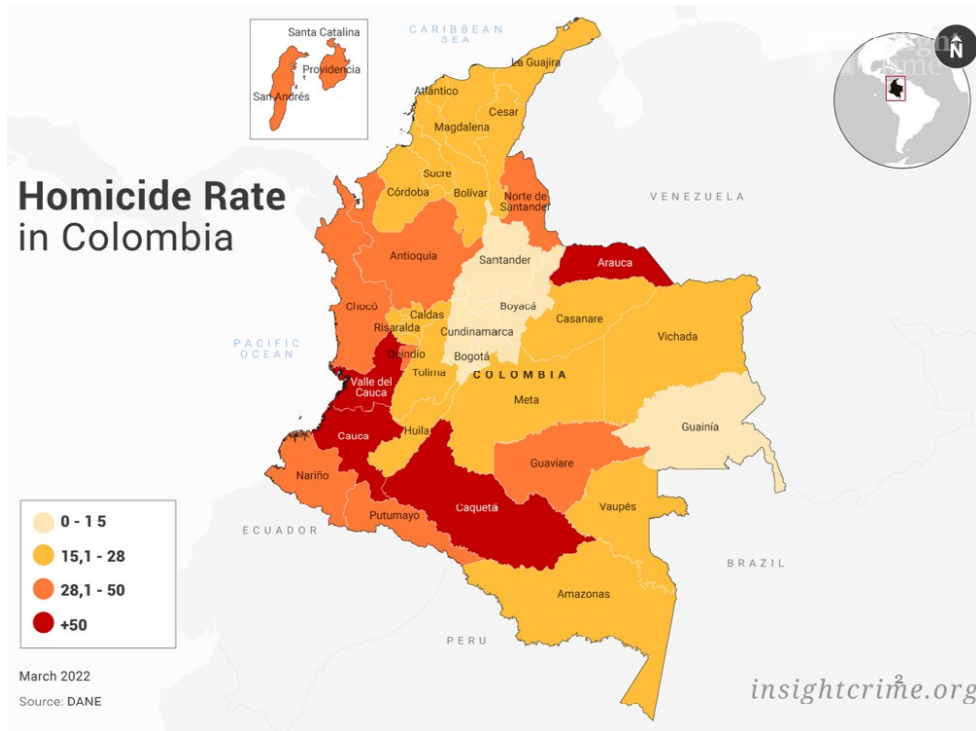 Santa Catalina
Providencia
San Andrés
CARIBBEAN
SEA
N
La Guajira
Atlántico
Cesar
Magdalena
Sucre
Córdoba
Bolívar
Norte de
Santander
VENEZUELA
Homicide Rate
in Colombia
Antioquia
Santander
Arauca
Chocó
Boyacá
Caldas
Casanare
Risaralda
Cundinamarca
Vichada
PACIFIC
OCEAN
Quindío
Bogotá
Tolima
COLOMBIA
Valle del
Cauca
Meta
Cauca
Huila
Guainía
Guaviare
Nariño
Caquetá
Vaupés
Putumayo
ECUADOR
0 - 15
15,1 - 28
28,1 - 50
+50
BRAZIL
Amazonas
PERU
March 2022
Source: DANE
2
insightcrime.org